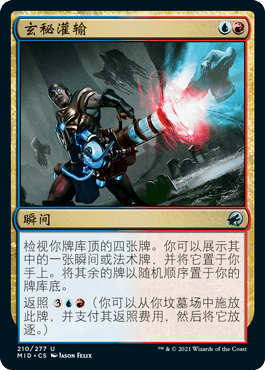 玄秘灌输
瞬间
检视你牌库顶的四张牌。你可以展示其
中的一张瞬间或法术牌，并将它置于你
手上。将其余的牌以随机顺序置于你的
牌库底。
返照3（你可以从你坟墓场中施放
此牌，并支付其返照费用，然后将它放
逐。）
210/277 U
MID • CS JASON FELIX
™ & © 2021 Wizards of the Coast